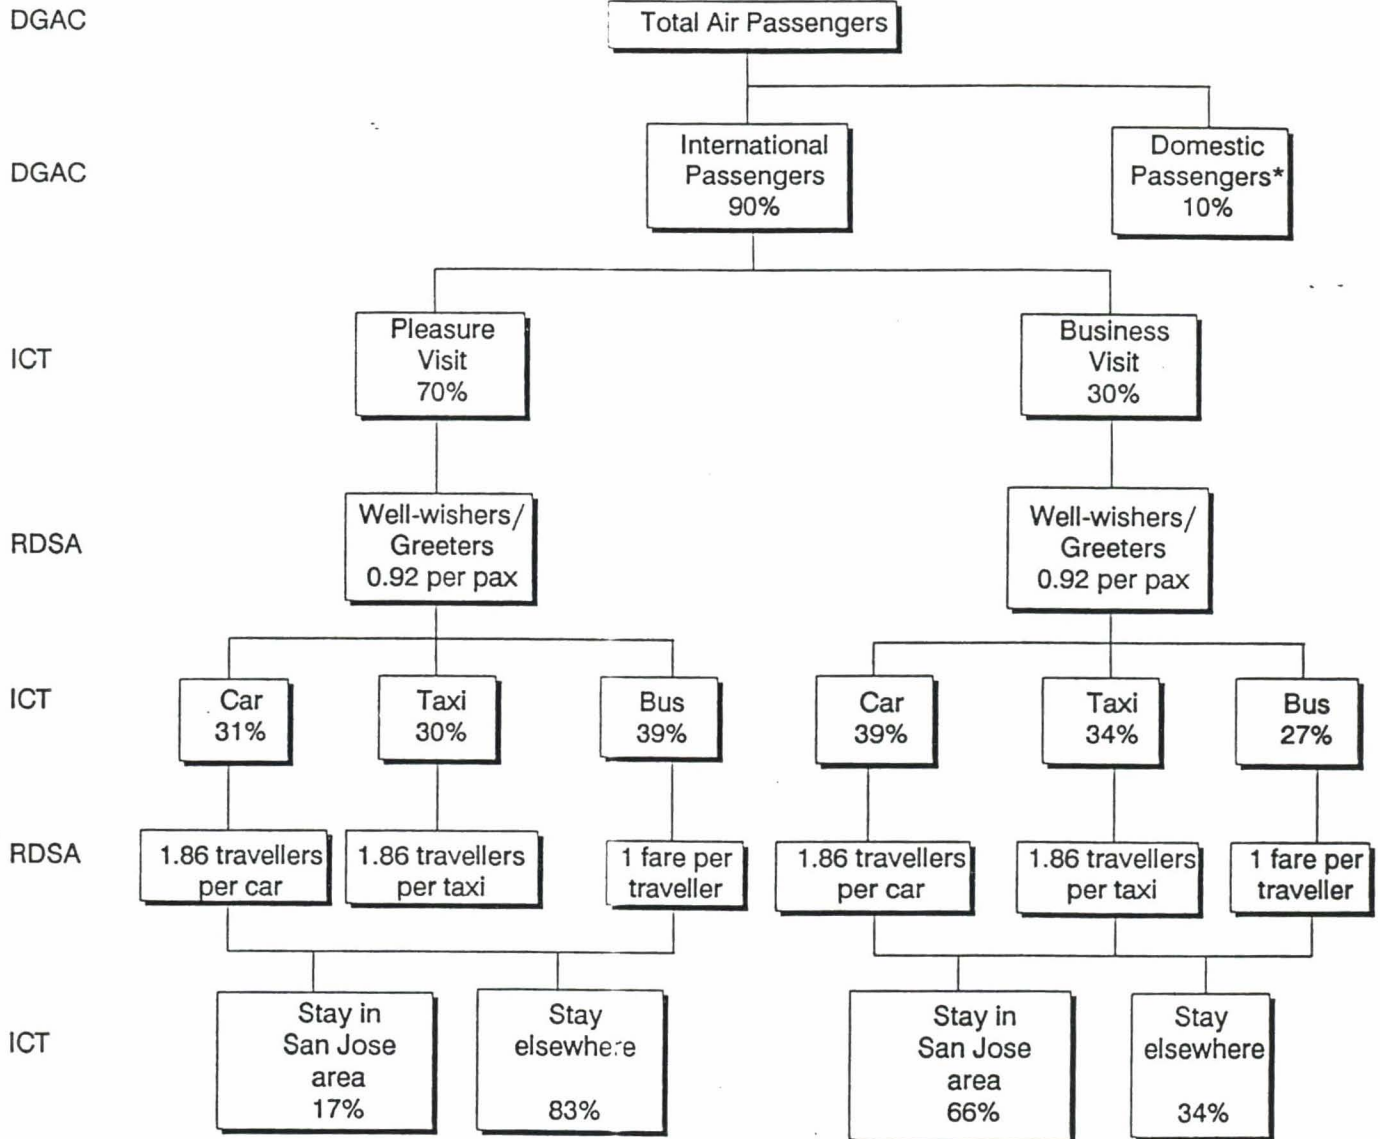 DGAC
Total Air Passengers
DGAC
International
Passengers
90%
Domestic
Passengers*
10%
ICT
Pleasure
Visit
70%
Business
Visit
30%
RDSA
Well-wishers/
Greeters
0.92 per pax
Well-wishers/
Greeters
0.92 per pax
ICT
Car
31%
Taxi
30%
Bus
39%
Car
39%
Taxi
34%
Bus
27%
RDSA
1.86 travellers
per car
1.86 travellers
per taxi
1 fare per
traveller
1.86 travellers
per car
1.86 travellers
per taxi
1 fare per
traveller
ICT
Stay in
San Jose
area
17%
Stay
elsewhere
83%
Stay in
San Jose
area
66%
Stay
elsewhere
34%